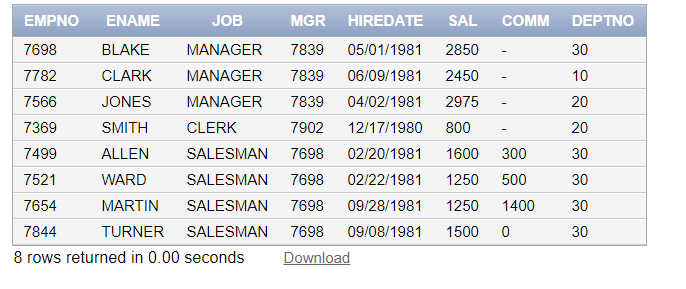 EMPNO ENAME JOB MGR HIREDATE SAL COMM DEPTNO
7698 BLAKE MANAGER 7839 05/01/1981 2850 - 30
7782 CLARK MANAGER 7839 06/09/1981 2450 - 10
7566 JONES MANAGER 7839 04/02/1981 2975 - 20
7369 SMITH CLERK 7902 12/17/1980 800 - 20
7499 ALLEN SALESMAN 7698 02/20/1981 1600 300 30
7521 WARD SALESMAN 7698 02/22/1981 1250 500 30
7654 MARTIN SALESMAN 7698 09/28/1981 1250 1400 30
7844 TURNER SALESMAN 7698 09/08/1981 1500 0 30
8 rows returned in 0.00 seconds Download